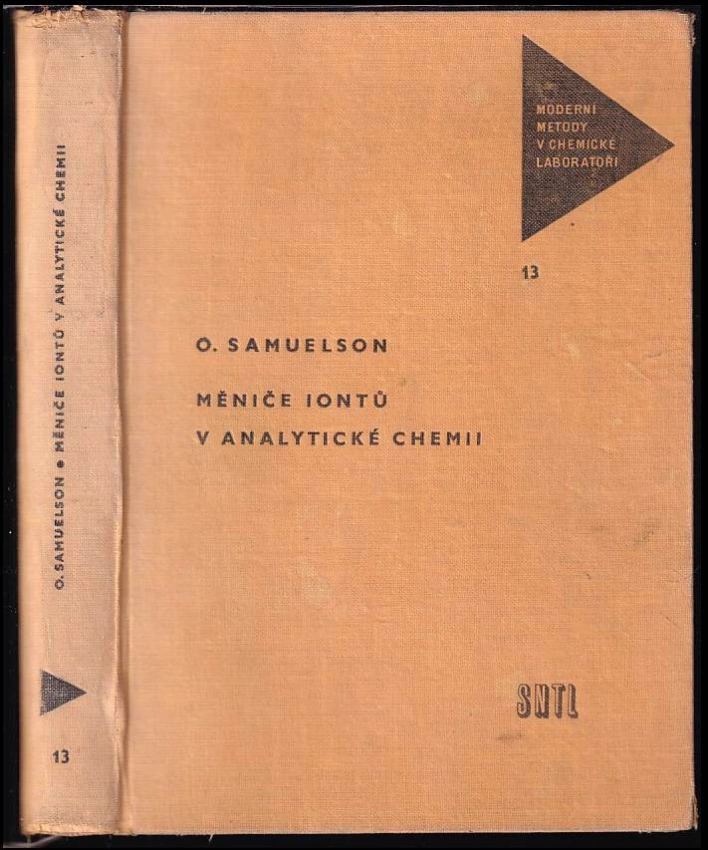 O. SAMUELSON ● MĚNIČE IONTŮ V ANALYTICKÉ CHEMII
13
MODERNÍ
METODY
V CHEMICKÉ
LABORATOŘI
13
O. SAMUELSON
MĚNIČE IONTŮ
V ANALYTICKÉ CHEMII
SNTL